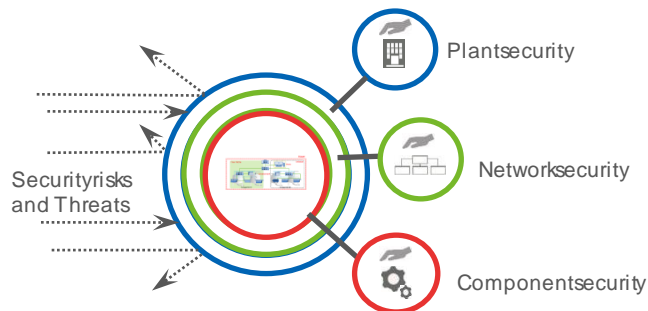 Plantsecurity
Networksecurity
Securityrisks
and Threats
Componentsecurity